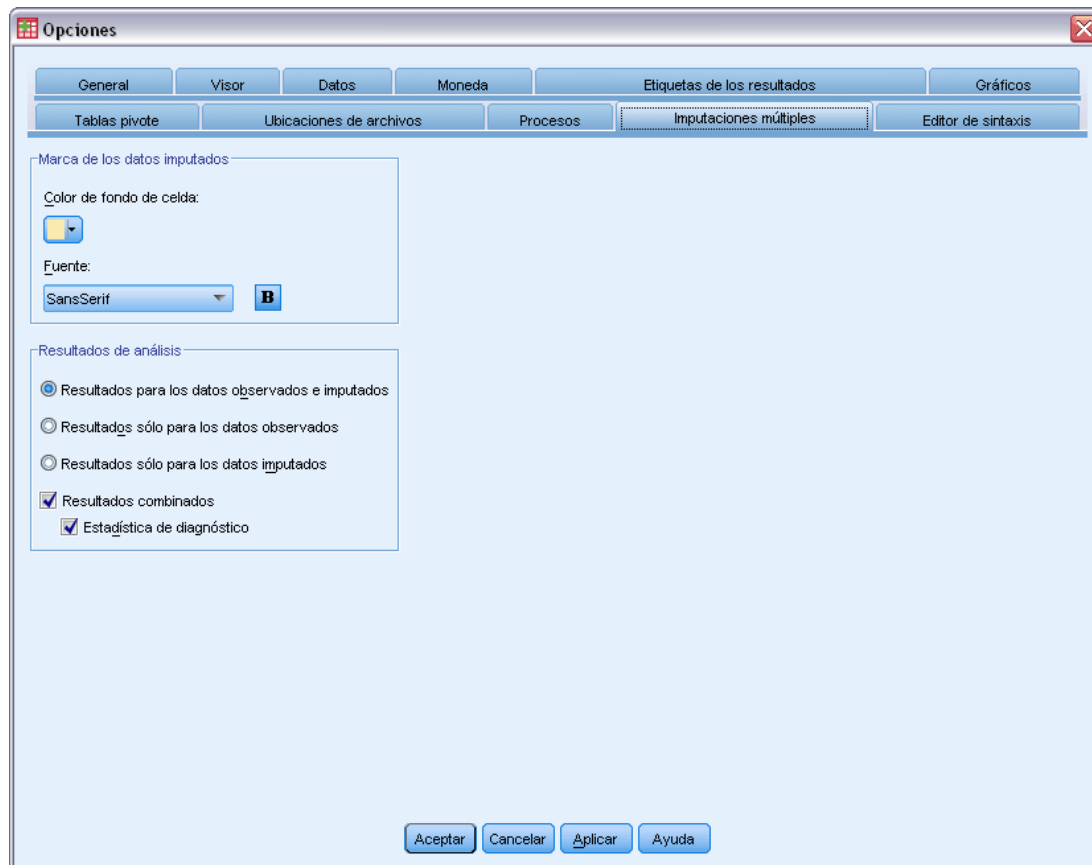 Opciones
General Visor Datos Moneda Etiquetas de los resultados Gráficos
Tablas pivote Ubicaciones de archivos Procesos Imputaciones múltiples Editor de sintaxis
Marca de los datos imputados
Color de fondo de celda:
Fuente:
SansSerif B
Resultados de análisis
Resultados para los datos observados e imputados
Resultados sólo para los datos observados
Resultados sólo para los datos imputados
Resultados combinados
Estadística de diagnóstico
Aceptar Cancelar Aplicar Ayuda